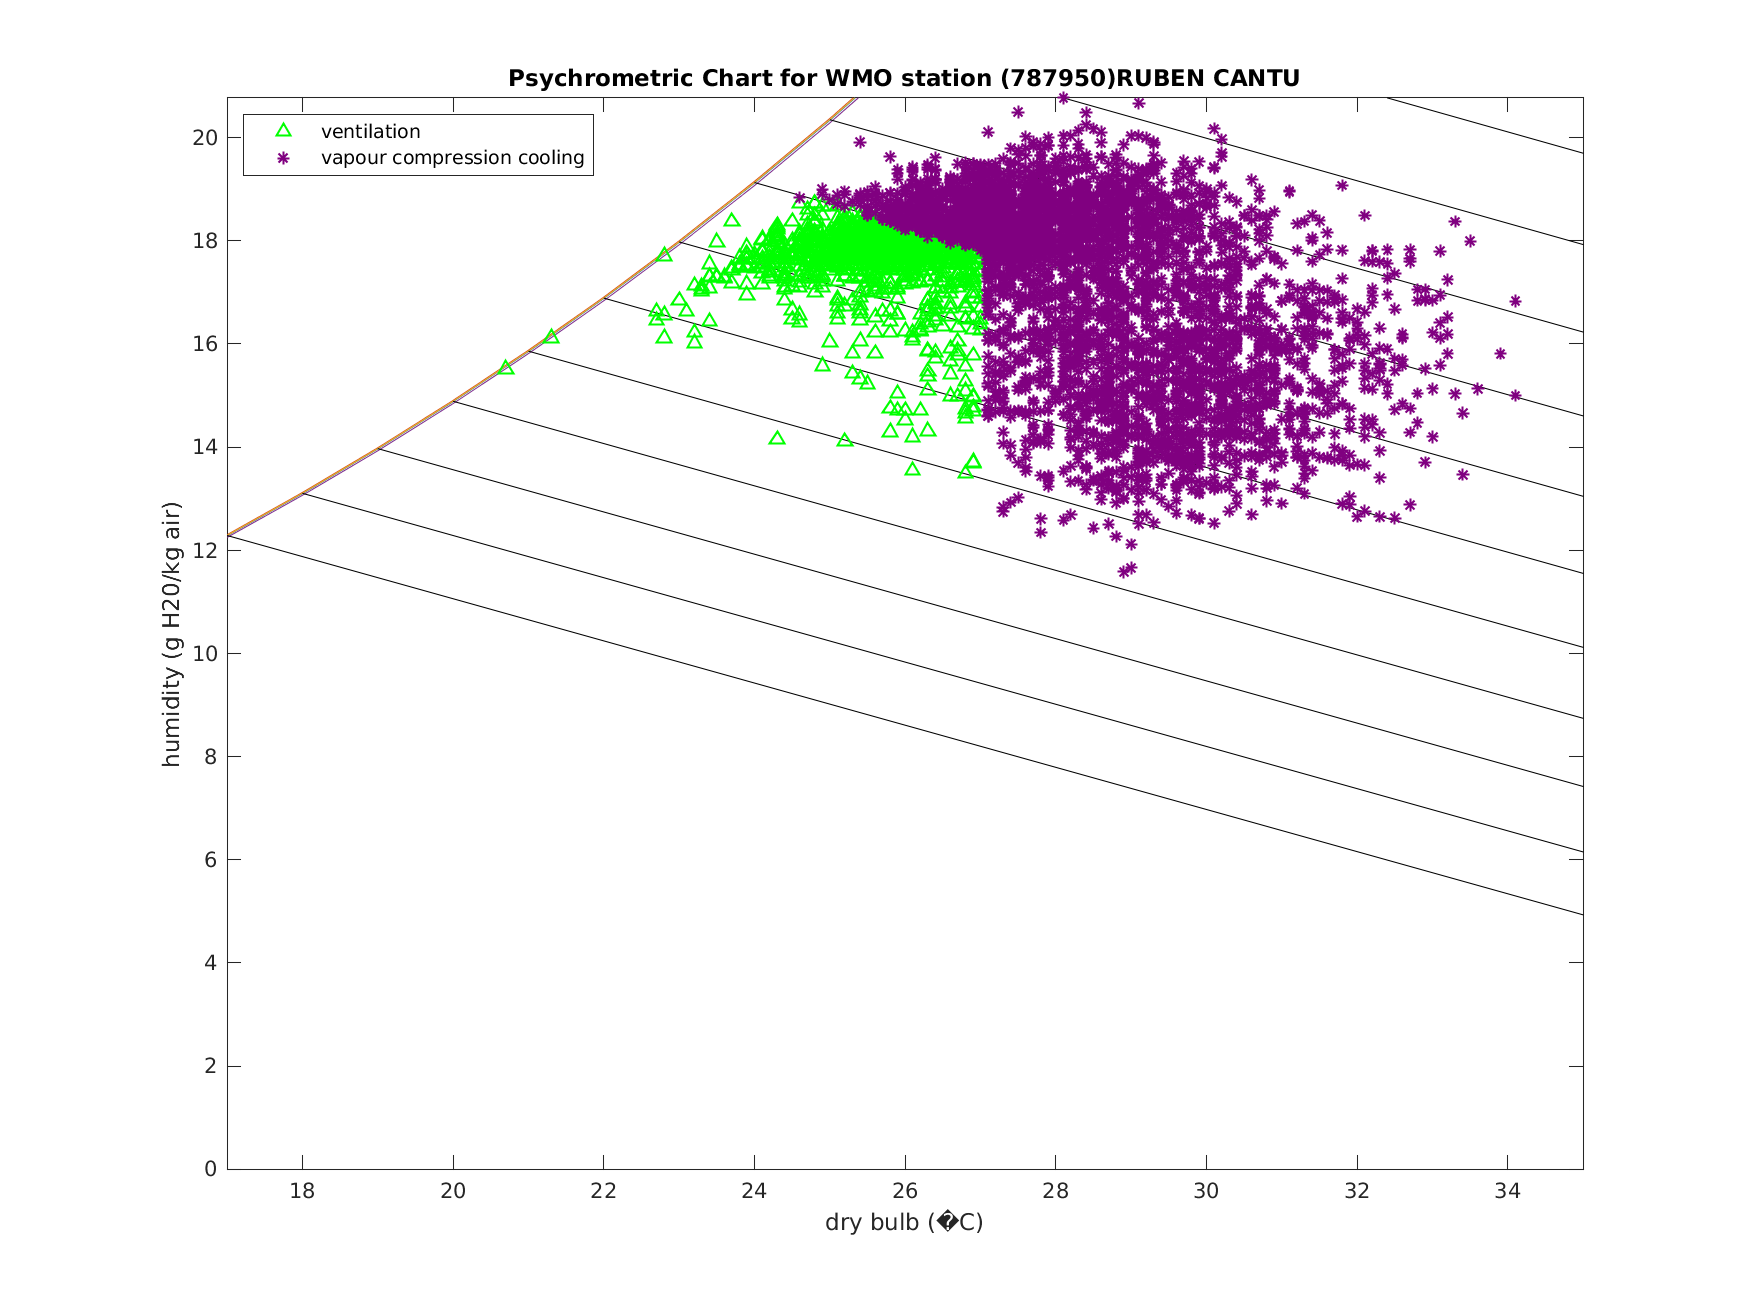 Psychrometric Chart for WMO station (787950)RUBEN CANTU
ventilation
vapour compression cooling
humidity (g H20/kg air)
20
18
16
14
12
10
8
6
4
2
0
18 20 22 24 26 28 30 32 34
dry bulb (�C)